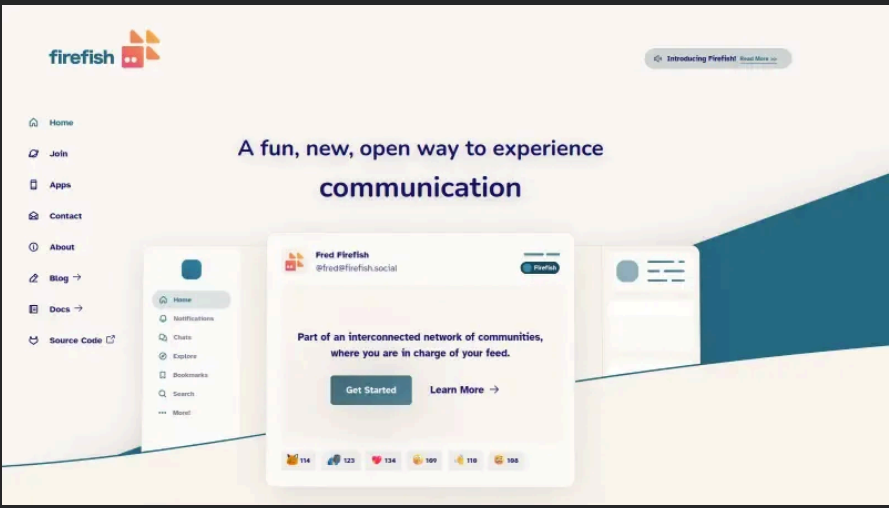 firefish
Introducing Firefish! Read More >>
Home
Join
Apps
Contact
About
Blog →
Docs →
Source Code
A fun, new, open way to experience
communication
Home
Notifications
Chats
Explore
Bookmarks
Search
More!
Fred Firefish
@fred@firefish.social
Firefish
Part of an interconnected network of communities,
where you are in charge of your feed.
Get Started
Learn More →
114 123 134 109 110 108